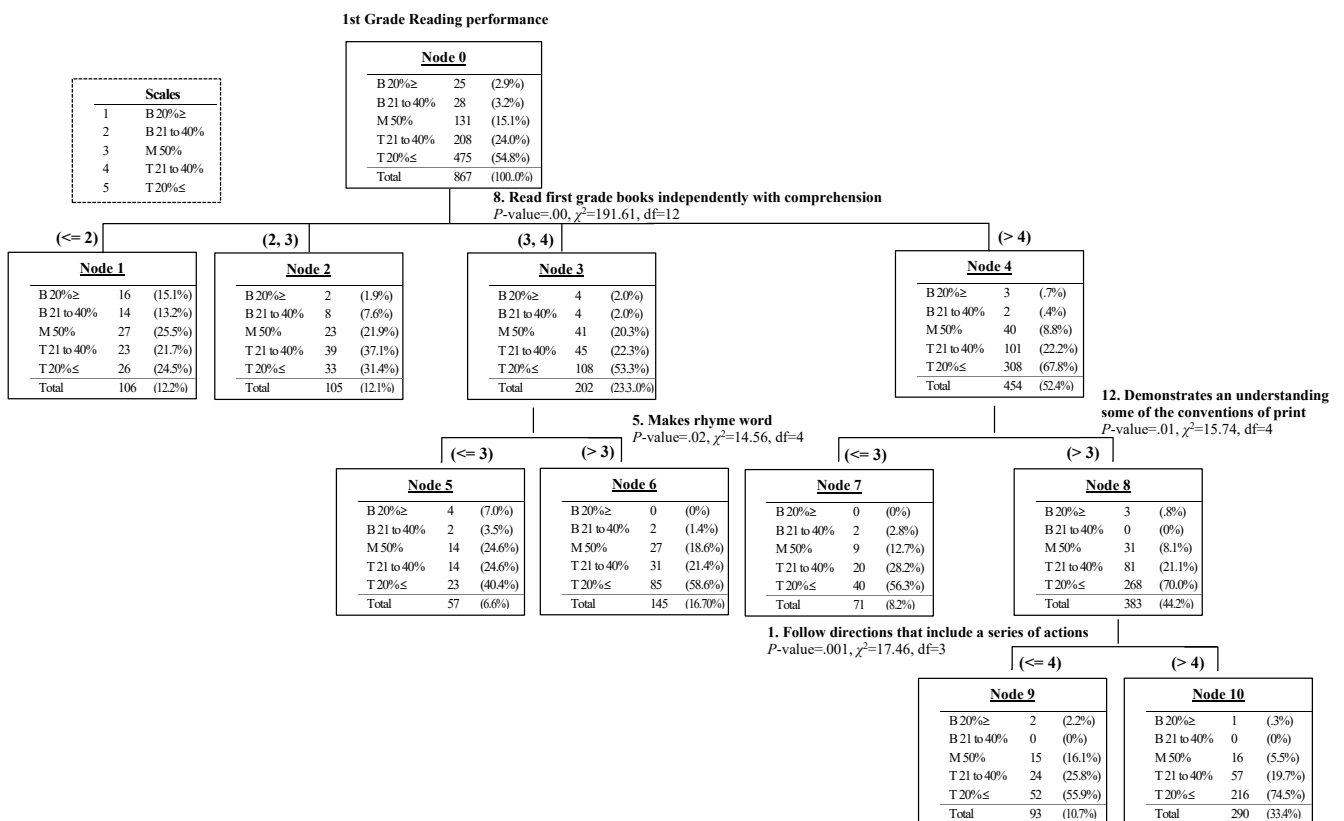 1st Grade Reading performance
Node 0
B 20%≥ 25 (2.9%)
B 21 to 40% 28 (3.2%)
M 50% 131 (15.1%)
T 21 to 40% 208 (24.0%)
T 20%≤ 475 (54.8%)
Total 867 (100..0%)
Scales
1 B 20%≥
2 B 21 to 40%
3 M 50%
4 T 21 to 40%
5 T 20%≤
8. Read first grade books independently with comprehension
P-value=.00, χ²=191.61, df=12
(<= 2)
(2, 3)
(3, 4)
(> 4)
Node 1
B 20%≥ 16 (15.1%)
B 21 to 40% 14 (13.2%)
M 50% 27 (25.5%)
T 21 to 40% 23 (21.7%)
T 20%≤ 26 (24.5%)
Total 106 (12.2%)
Node 2
B 20%≥ 2 (1.9%)
B 21 to 40% 8 (7.6%)
M 50% 23 (21.9%)
T 21 to 40% 39 (37.1%)
T 20%≤ 33 (31.4%)
Total 105 (12.1%)
Node 3
B 20%≥ 4 (2.0%)
B 21 to 40% 4 (2.0%)
M 50% 41 (20.3%)
T 21 to 40% 45 (22.3%)
T 20%≤ 108 (53.3%)
Total 202 (23.3..0%)
Node 4
B 20%≥ 3 (.7%)
B 21 to 40% 2 (.4%)
M 50% 40 (8.8%)
T 21 to 40% 101 (22.2%)
T 20%≤ 308 (67.8%)
Total 454 (52.4%)
5. Makes rhyme word
P-value=.02, χ²=14.56, df=4
12. Demonstrates an understanding
some of the conventions of print
P-value=.01, χ²=15.74, df=4
(<= 3)
(> 3)
(<= 3)
(> 3)
Node 5
B 20%≥ 4 (7.0%)
B 21 to 40% 2 (3.5%)
M 50% 14 (24.6%)
T 21 to 40% 14 (24.6%)
T 20%≤ 23 (40.4%)
Total 57 (6.6%)
Node 6
B 20%≥ 0 (0%)
B 21 to 40% 2 (1.4%)
M 50% 27 (18.6%)
T 21 to 40% 31 (21.4%)
T 20%≤ 85 (58.6%)
Total 145 (16.70%)
Node 7
B 20%≥ 0 (0%)
B 21 to 40% 2 (2.8%)
M 50% 9 (12.7%)
T 21 to 40% 20 (28.2%)
T 20%≤ 40 (56.3%)
Total 71 (8.2%)
Node 8
B 20%≥ 3 (.8%)
B 21 to 40% 0 (0%)
M 50% 31 (8.1%)
T 21 to 40% 81 (21.1%)
T 20%≤ 268 (70.0%)
Total 383 (44.2%)
1. Follow directions that include a series of actions
P-value=.001, χ²=17.46, df=3
(<= 4)
(> 4)
Node 9
B 20%≥ 2 (2.2%)
B 21 to 40% 0 (0%)
M 50% 15 (16.1%)
T 21 to 40% 24 (25.8%)
T 20%≤ 52 (55.9%)
Total 93 (10.7%)
Node 10
B 20%≥ 1 (.3%)
B 21 to 40% 0 (0%)
M 50% 16 (5.5%)
T 21 to 40% 57 (19.7%)
T 20%≤ 216 (74.5%)
Total 290 (33.4%)